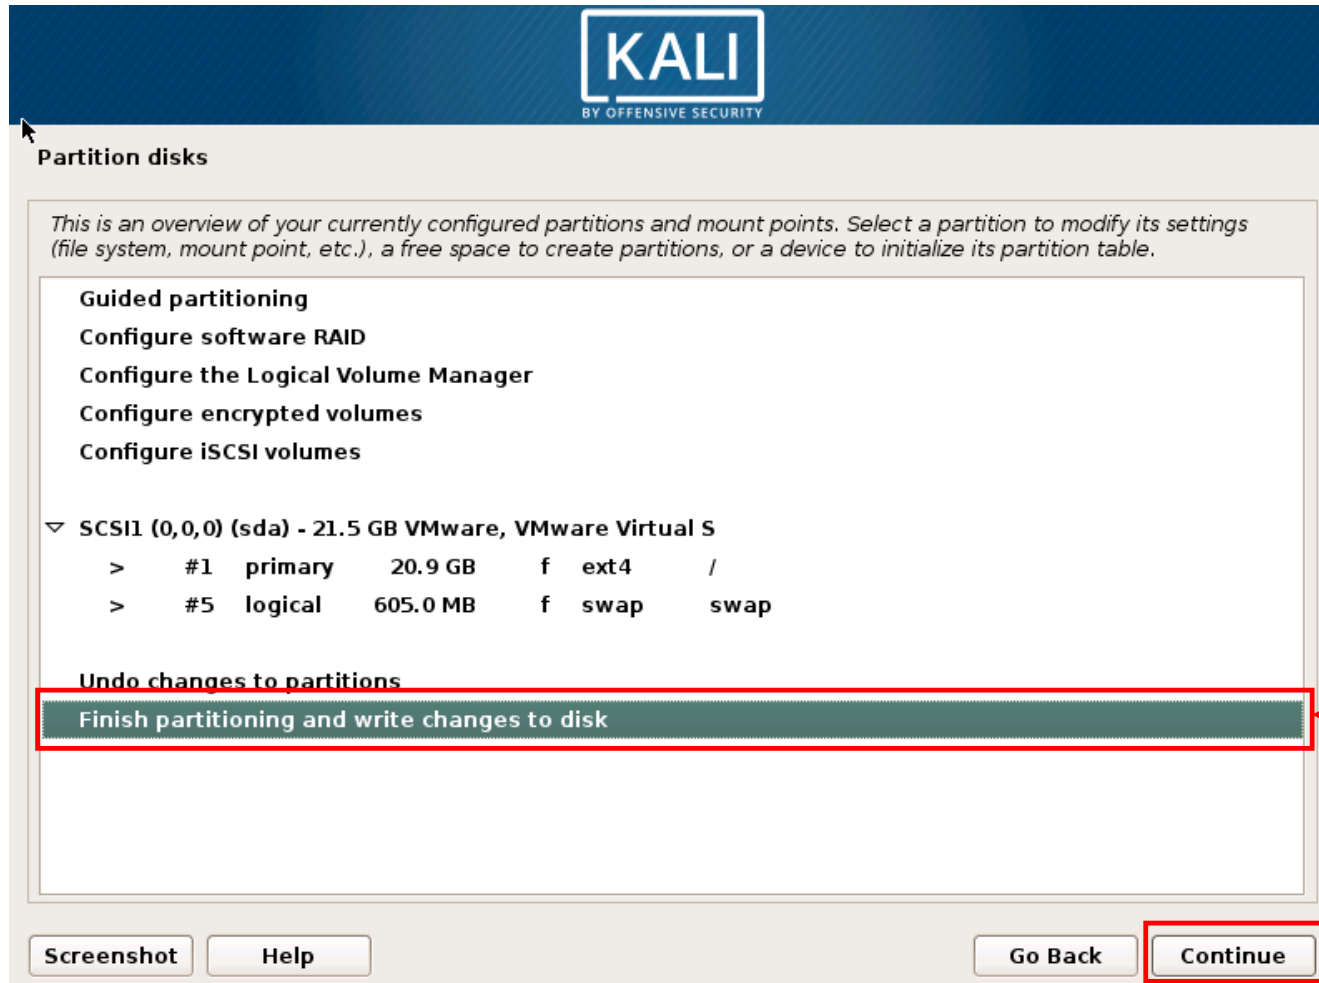 KALI
BY OFFENSIVE SECURITY
Partition disks
This is an overview of your currently configured partitions and mount points. Select a partition to modify its settings
(file system, mount point, etc.), a free space to create partitions, or a device to initialize its partition table.
Guided partitioning
Configure software RAID
Configure the Logical Volume Manager
Configure encrypted volumes
Configure iSCSI volumes
SCSI1 (0,0,0) (sda) - 21.5 GB VMware, VMware Virtual S
> #1 primary 20.9 GB f ext4 /
> #5 logical 605.0 MB f swap swap
Undo changes to partitions
Finish partitioning and write changes to disk
Screenshot Help Go Back Continue